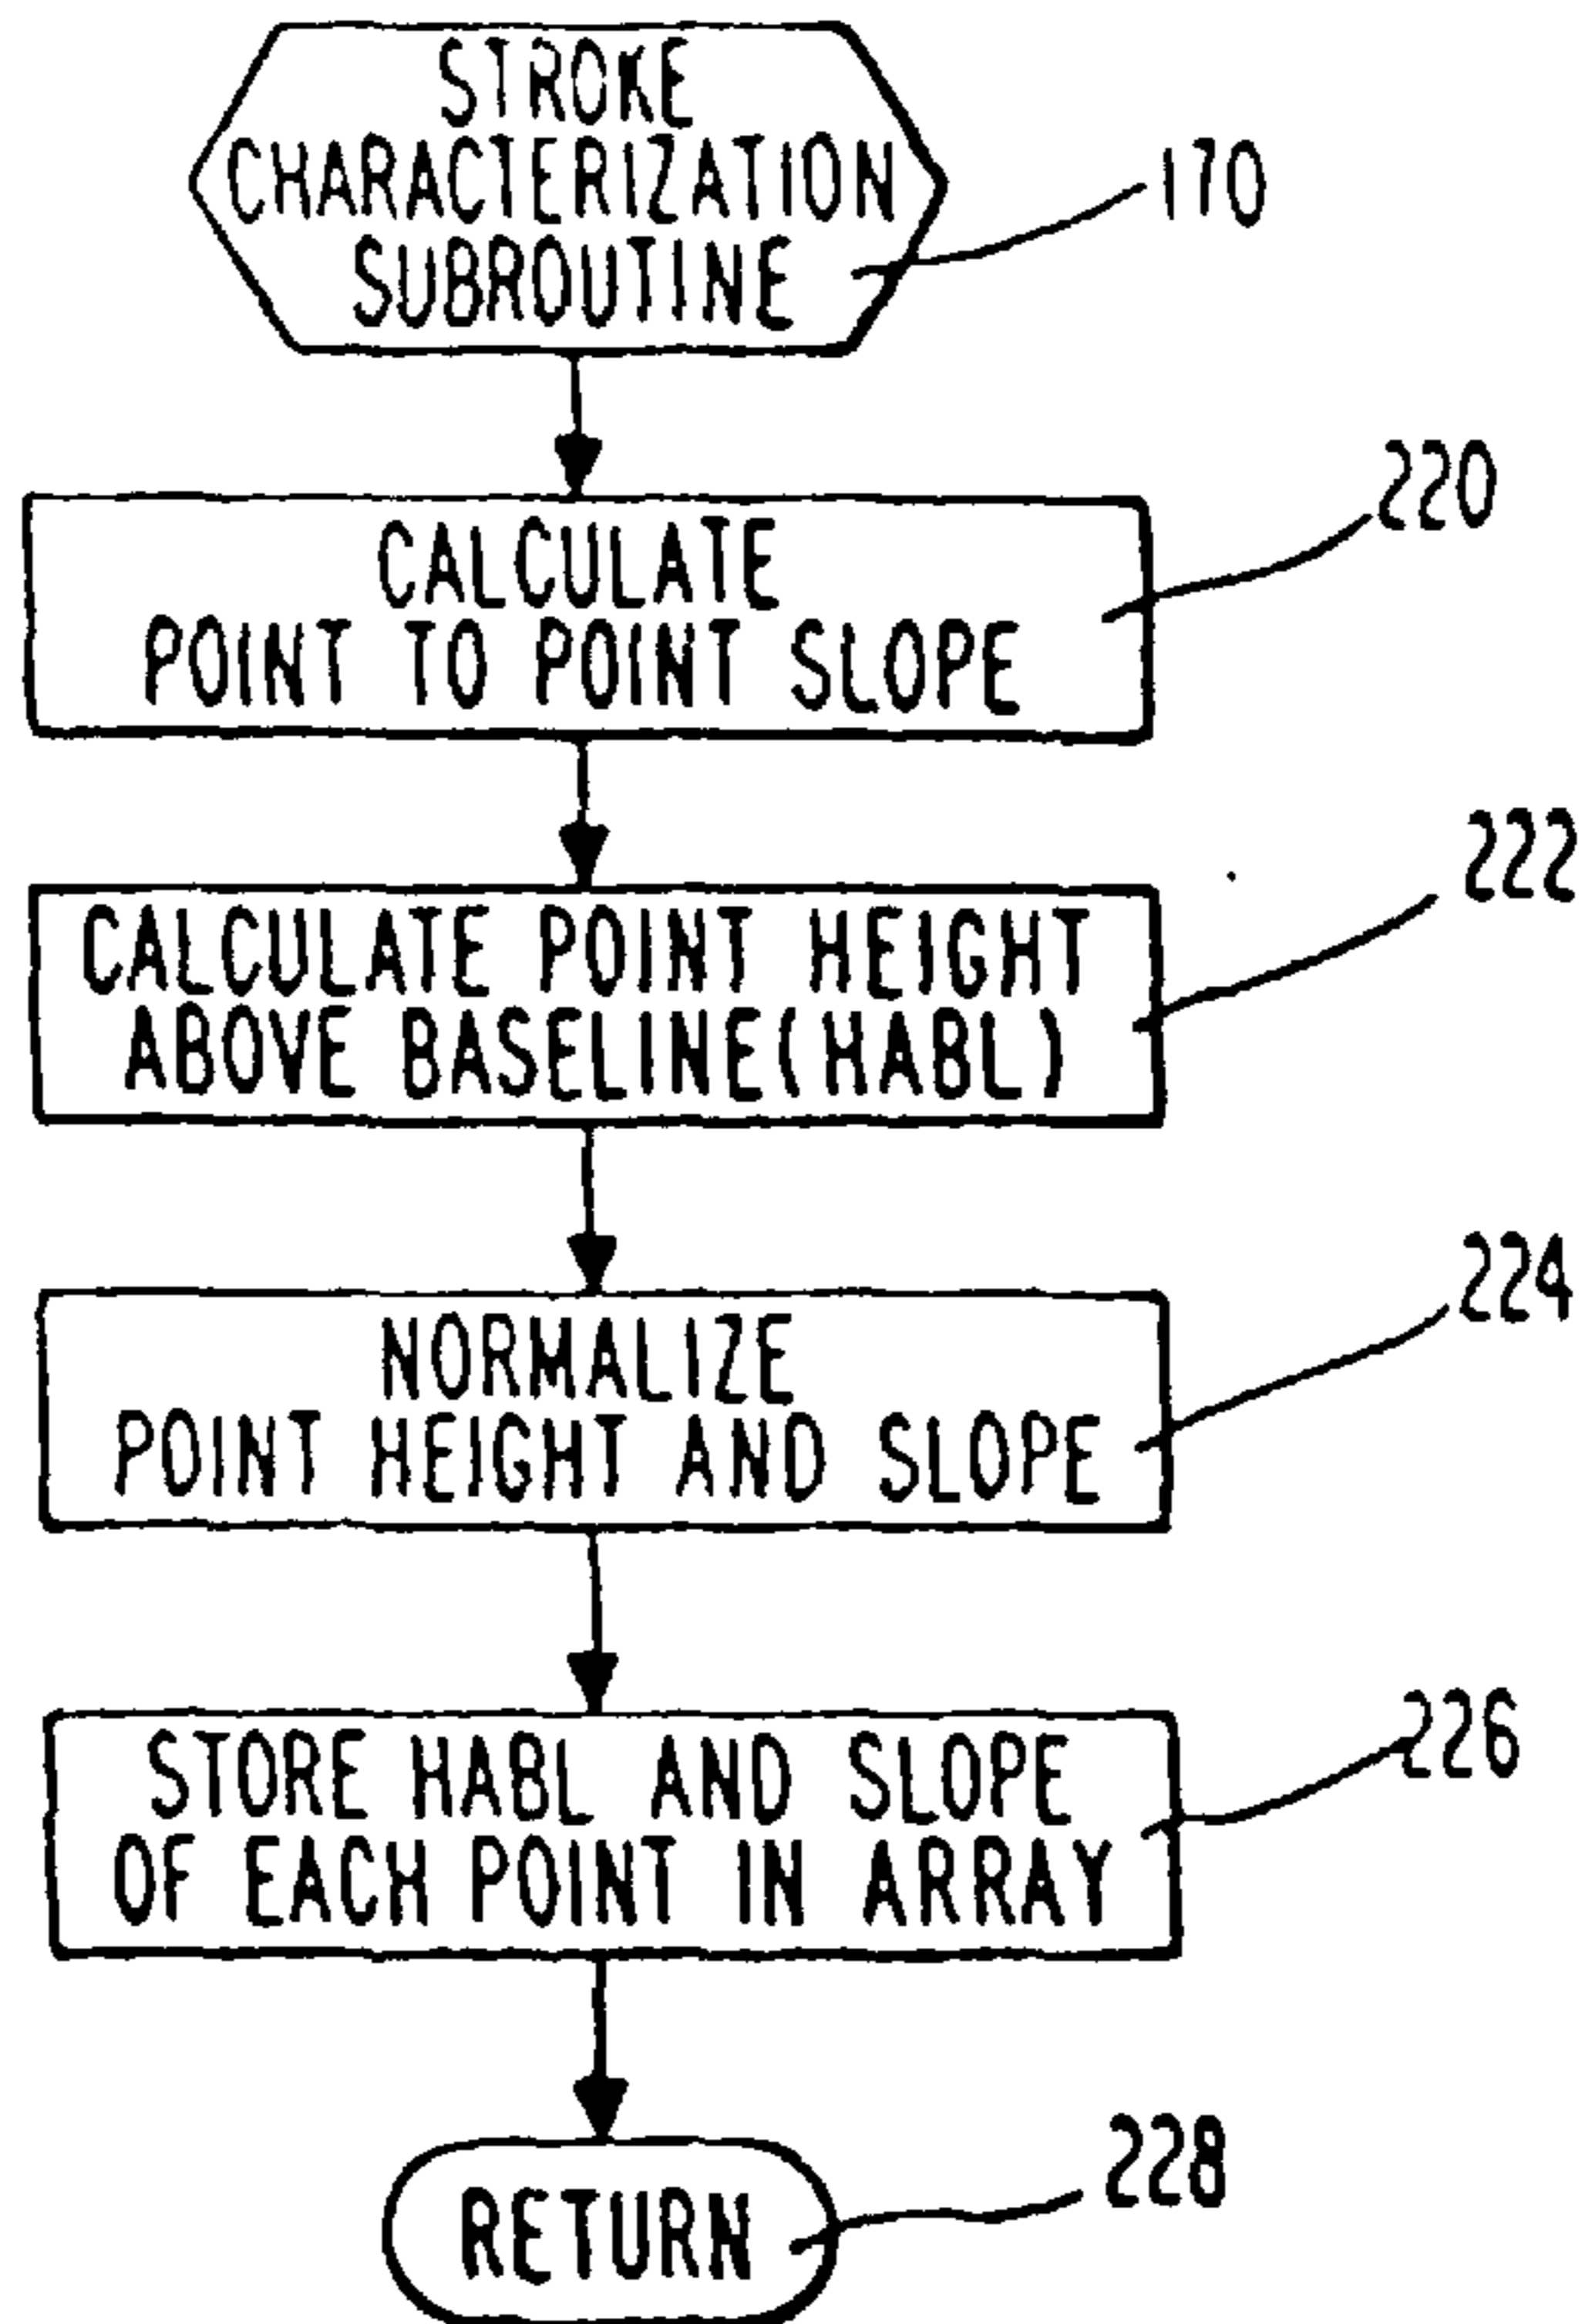 STROKE
CHARACTERIZATION
SUBROUTINE
170
CALCULATE
POINT TO POINT SLOPE
220
CALCULATE POINT HEIGHT
ABOVE BASELINE(HABL)
222
NORMALIZE
POINT HEIGHT AND SLOPE
224
STORE HABL AND SLOPE
OF EACH POINT IN ARRAY
226
RETURN
228